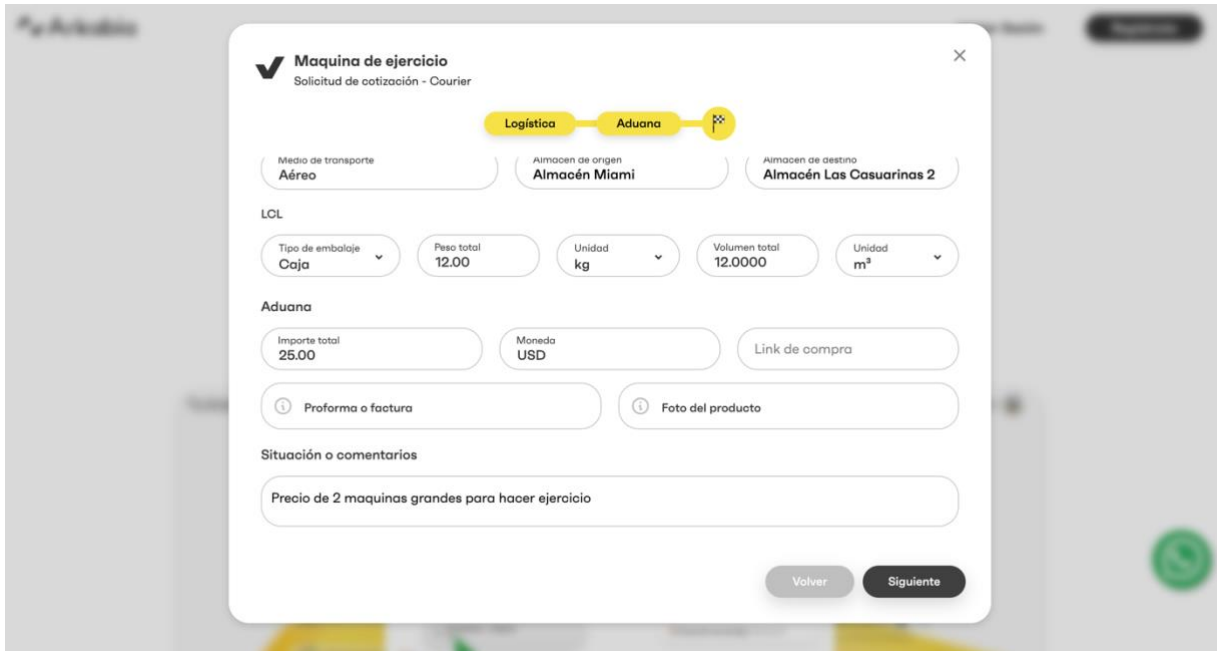 Arkabia
Maquina de ejercicio
Solicitud de cotización - Courier
Logística Aduana
Medio de transporte Almacén de origen Almacén de destino
Aéreo Almacén Miami Almacén Las Casuarinas 2
LCL
Tipo de embalaje Peso total Unidad Volumen total Unidad
Caja 12.00 kg 12.0000 m³
Aduana
Importe total Moneda
25.00 USD Link de compra
Proforma o factura Foto del producto
Situación o comentarios
Precio de 2 maquinas grandes para hacer ejercicio
Volver Siguiente